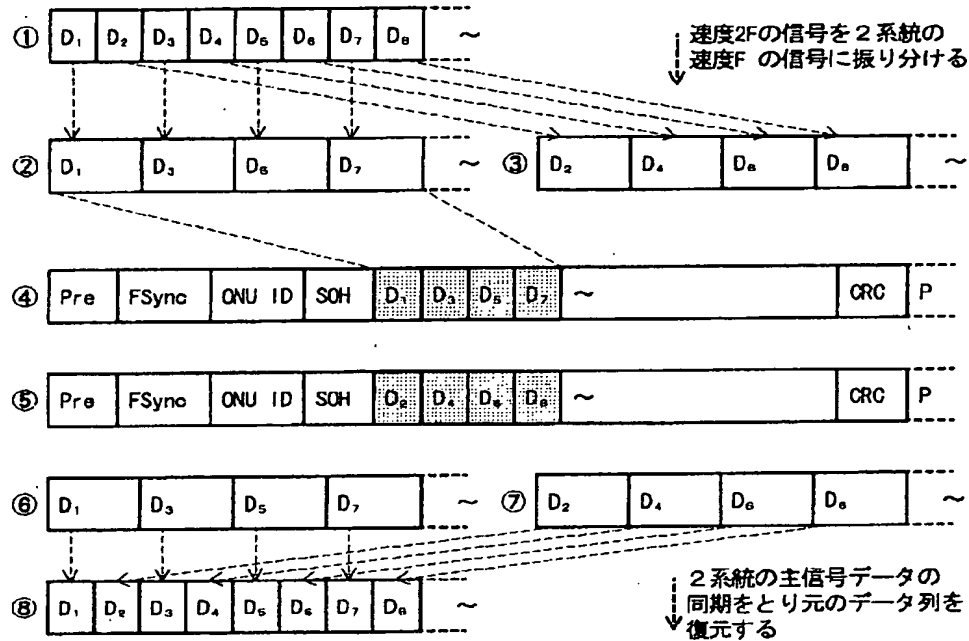 ① D₁ D₂ D₃ D₄ D₅ D₆ D₇ D₈ ～
速度2Fの信号を２系統の
速度F の信号に振り分ける
② D₁ D₃ D₅ D₇ ～
③ D₂ D₄ D₆ D₈ ～
④ Pre FSync ONU ID SOH D₁ D₃ D₅ D₇ ～ CRC P
⑤ Pre FSync ONU ID SOH D₂ D₄ D₆ D₈ ～ CRC P
⑥ D₁ D₃ D₅ D₇ ～
⑦ D₂ D₄ D₆ D₈ ～
⑧ D₁ D₂ D₃ D₄ D₅ D₆ D₇ D₈ ～
２系統の主信号データの
同期をとり元のデータ列を
復元する